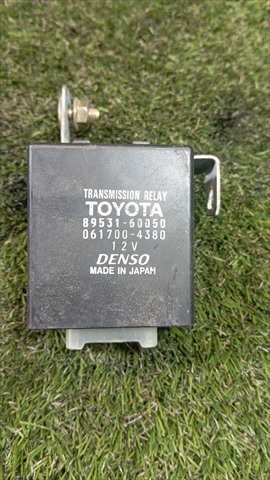 TRANSMISSION RELAY
TOYOTA
89531-60050
061700-4380
12V
DENSO
MADE IN JAPAN